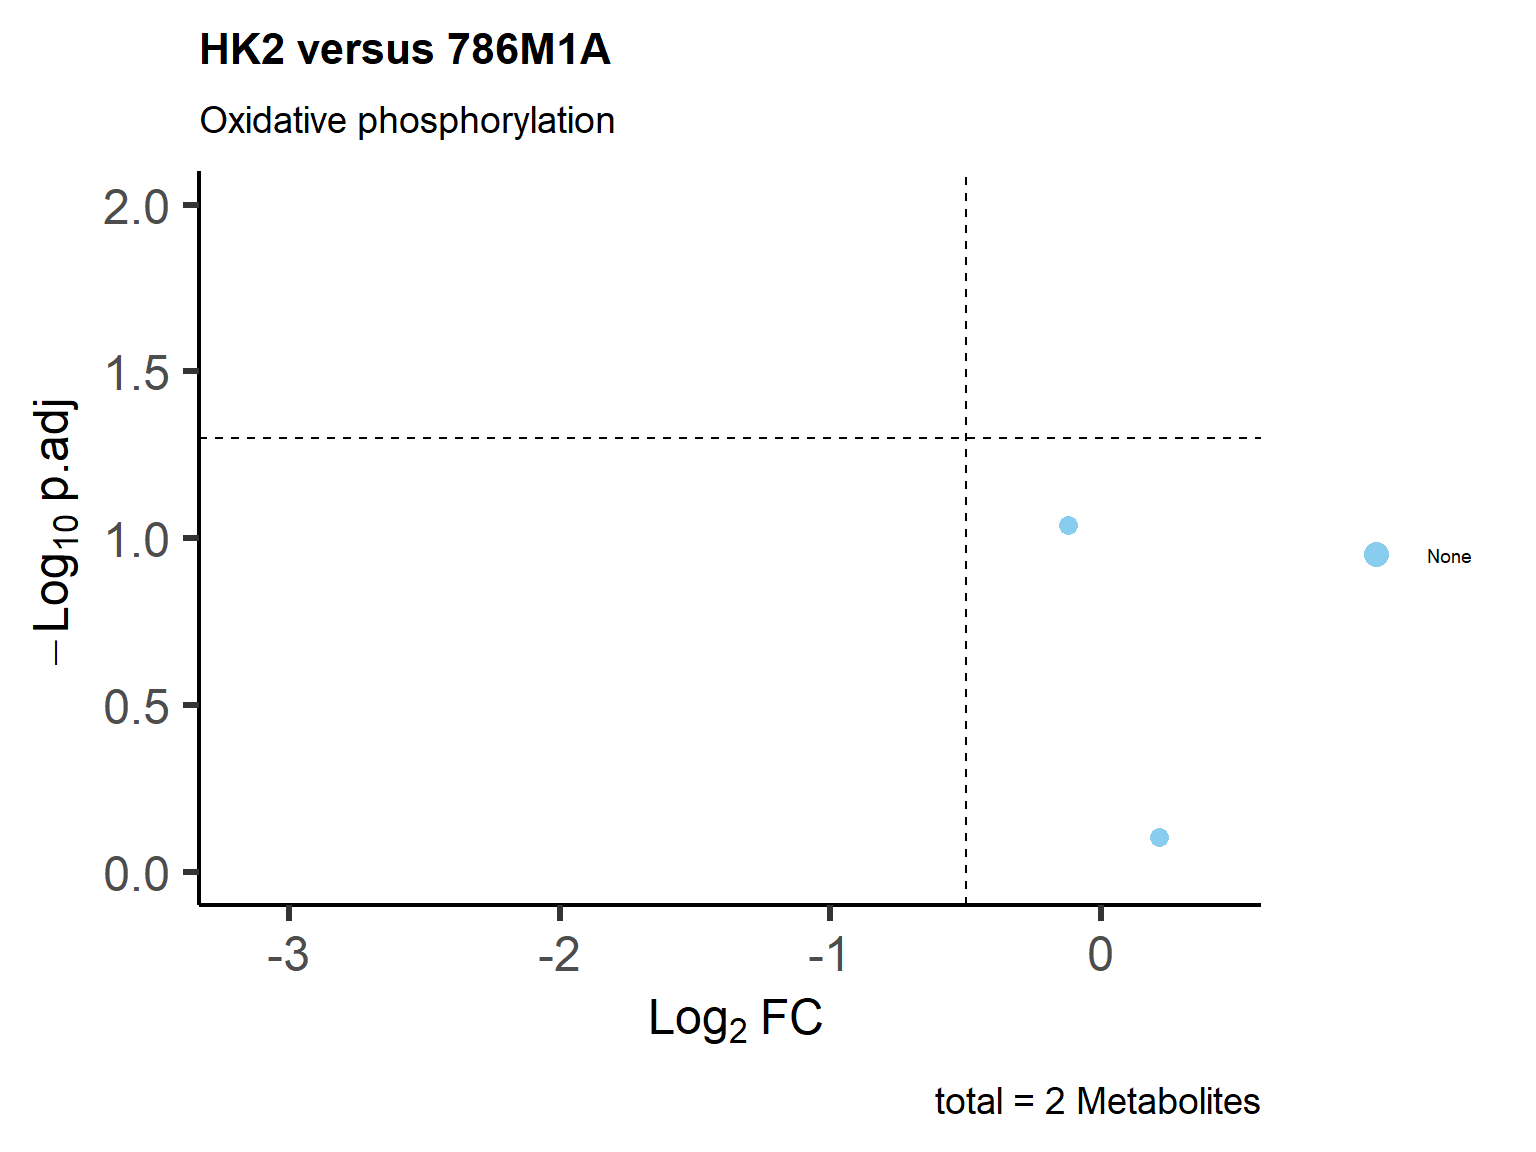 HK2 versus 786M1A
Oxidative phosphorylation
2.0
1.5
1.0
0.5
0.0
−Log10 p.adj
-3
-2
-1
0
Log2 FC
None
total = 2 Metabolites